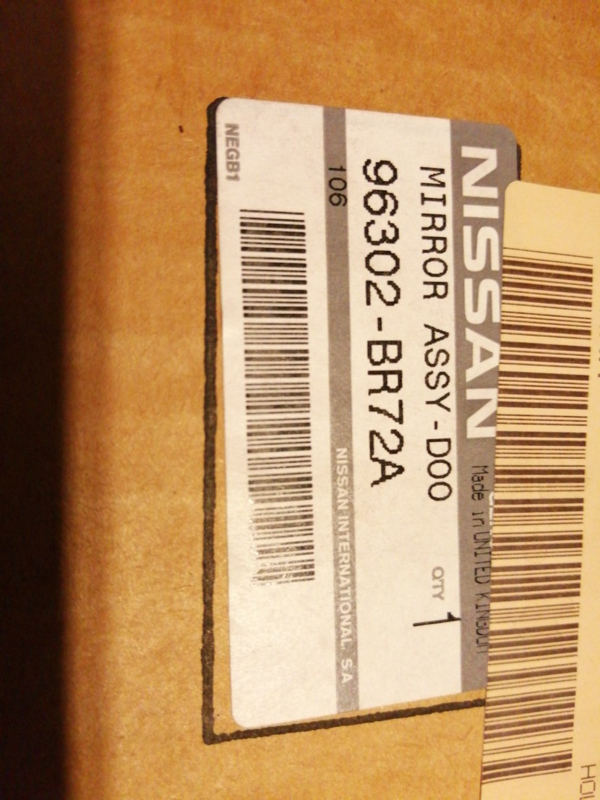 NISSAN
Made in UNITED KINGDOM
MIRROR ASSY-DOO
QTY 1
96302-BR72A
106
NISSAN INTERNATIONAL. SA
NEGB1